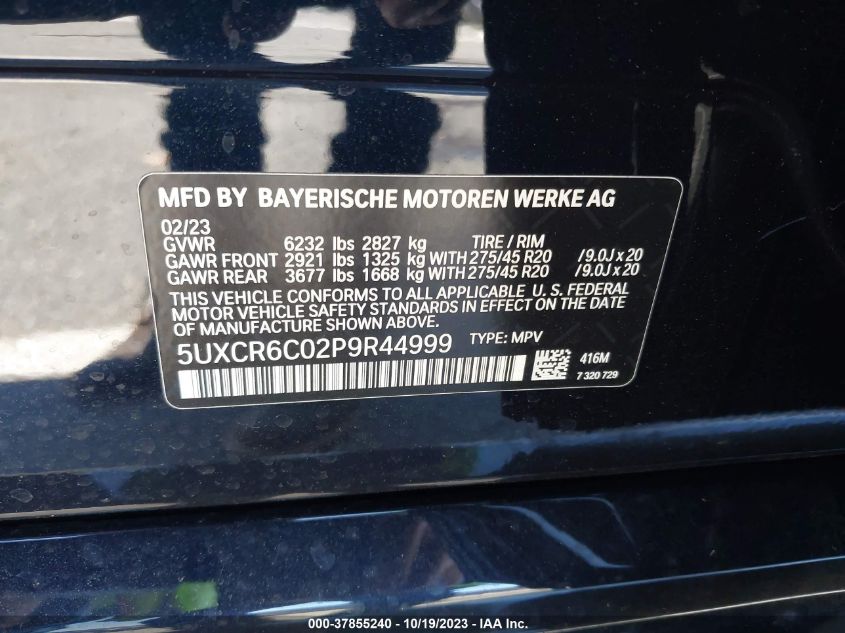 MFD BY BAYERISCHE MOTOREN WERKE AG
02/23
GVWR 6232 lbs 2827 kg TIRE / RIM
GAWR FRONT 2921 lbs 1325 kg WITH 275/45 R20 / 9.0J x 20
GAWR REAR 3677 lbs 1668 kg WITH 275/45 R20 / 9.0J x 20
THIS VEHICLE CONFORMS TO ALL APPLICABLE U. S. FEDERAL
MOTOR VEHICLE SAFETY STANDARDS IN EFFECT ON THE DATE
OF MANUFACTURE SHOWN ABOVE.
5UXCR6C02P9R44999 TYPE: MPV
416M
7 320 729
000-37855240 - 10/19/2023 - IAA Inc.